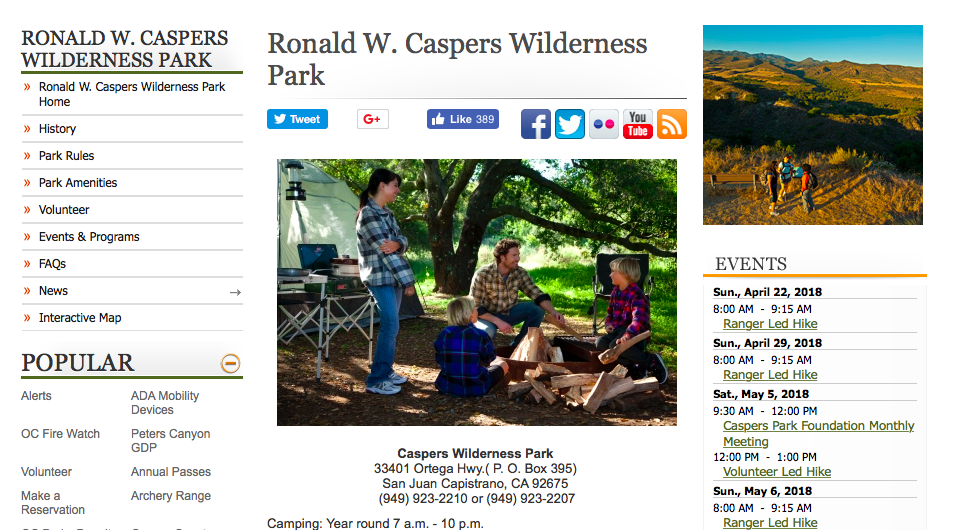 RONALD W. CASPERS
WILDERNESS PARK
» Ronald W. Caspers Wilderness Park
Home
» History
» Park Rules
» Park Amenities
» Volunteer
» Events & Programs
» FAQs
» News →
» Interactive Map
POPULAR
Alerts
ADA Mobility
Devices
OC Fire Watch
Peters Canyon
GDP
Volunteer
Annual Passes
Make a
Reservation
Archery Range
Ronald W. Caspers Wilderness
Park
Tweet
G+
Like 389
You
Tube
Caspers Wilderness Park
33401 Ortega Hwy.( P. O. Box 395)
San Juan Capistrano, CA 92675
(949) 923-2210 or (949) 923-2207
Camping: Year round 7 a.m. - 10 p.m.
EVENTS
Sun., April 22, 2018
8:00 AM - 9:15 AM
Ranger Led Hike
Sun., April 29, 2018
8:00 AM - 9:15 AM
Ranger Led Hike
Sat., May 5, 2018
9:30 AM - 12:00 PM
Caspers Park Foundation Monthly
Meeting
12:00 PM - 1:00 PM
Volunteer Led Hike
Sun., May 6, 2018
8:00 AM - 9:15 AM
Ranger Led Hike